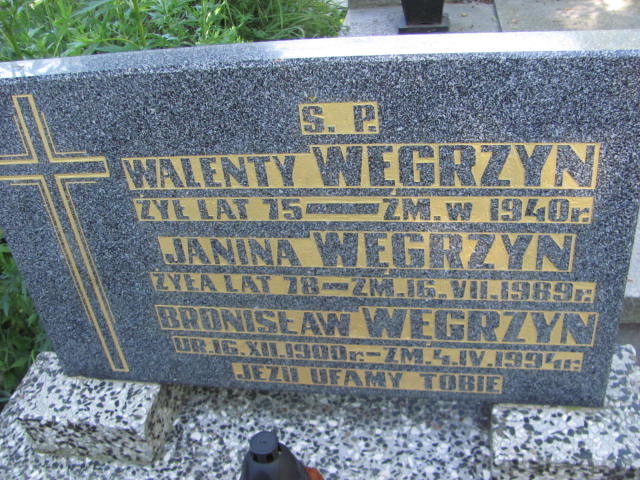 Ś. P.
WALENTY WĘGRZYN
ŻYŁ LAT 75 — ZM. w 1940 r.
JANINA WĘGRZYN
ŻYŁA LAT 78 — ZM. 16. VII. 1989 r.
BRONISŁAW WĘGRZYN
UR. 16. XII. 1900 r. - ZM. 4. IV. 1994 r.
JEZU UFAMY TOBIE